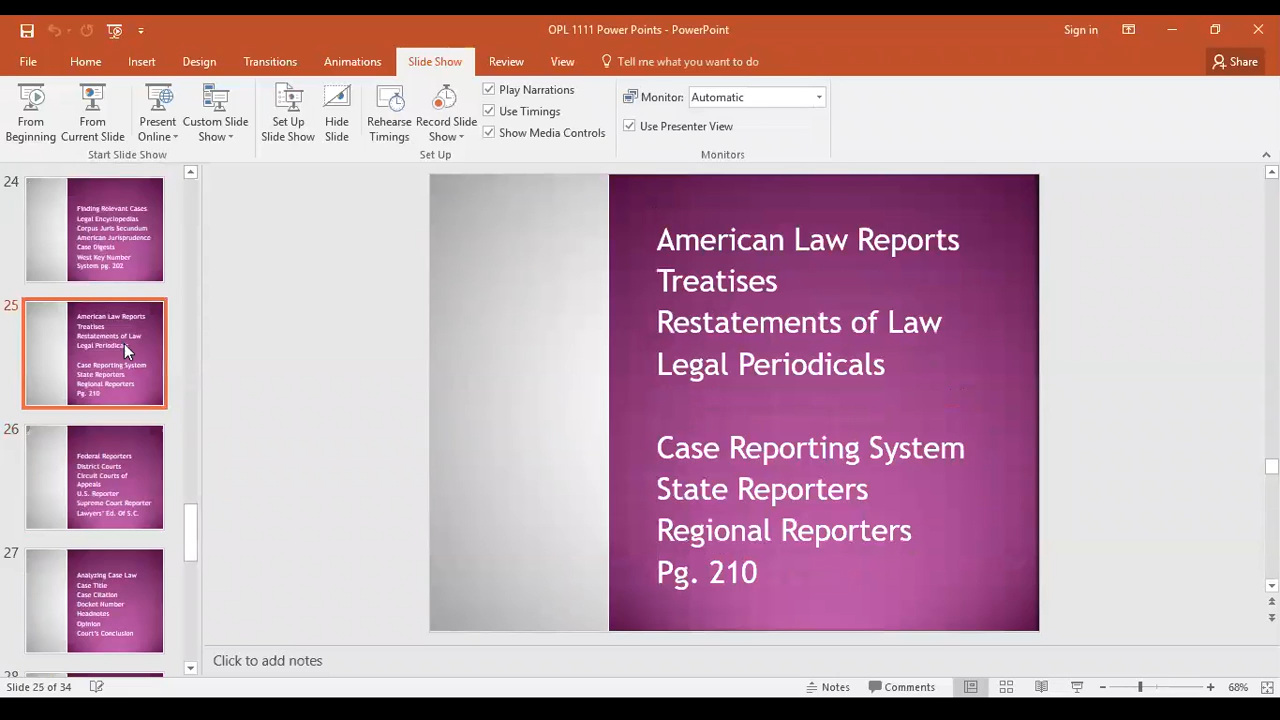 OPL 1111 Power Points - PowerPoint
Sign in
File Home Insert Design Transitions Animations Slide Show Review View Tell me what you want to do
Share
From Beginning
From Current Slide
Present Online
Custom Slide Show
Start Slide Show
Set Up Slide Show
Hide Slide
Rehearse Timings
Record Slide Show
Play Narrations
Use Timings
Show Media Controls
Set Up
Monitor: Automatic
Use Presenter View
Monitors
24
Finding Relevant Cases
Legal Encyclopedias
Corpus Juris Secundum
American Jurisprudence
Case Digests
West Key Number
System pg. 202
25
American Law Reports
Treatises
Restatements of Law
Legal Periodicals
Case Reporting System
State Reporters
Regional Reporters
Pg. 210
26
Federal Reporters
District Courts
Circuit Courts of
Appeals
U.S. Reporter
Supreme Court Reporter
Lawyers' Ed. Of S.C.
27
Analyzing Case Law
Case Title
Case Citation
Docket Number
Headnotes
Opinion
Court's Conclusion
28
American Law Reports
Treatises
Restatements of Law
Legal Periodicals
Case Reporting System
State Reporters
Regional Reporters
Pg. 210
Click to add notes
Slide 25 of 34
Notes
Comments
68%